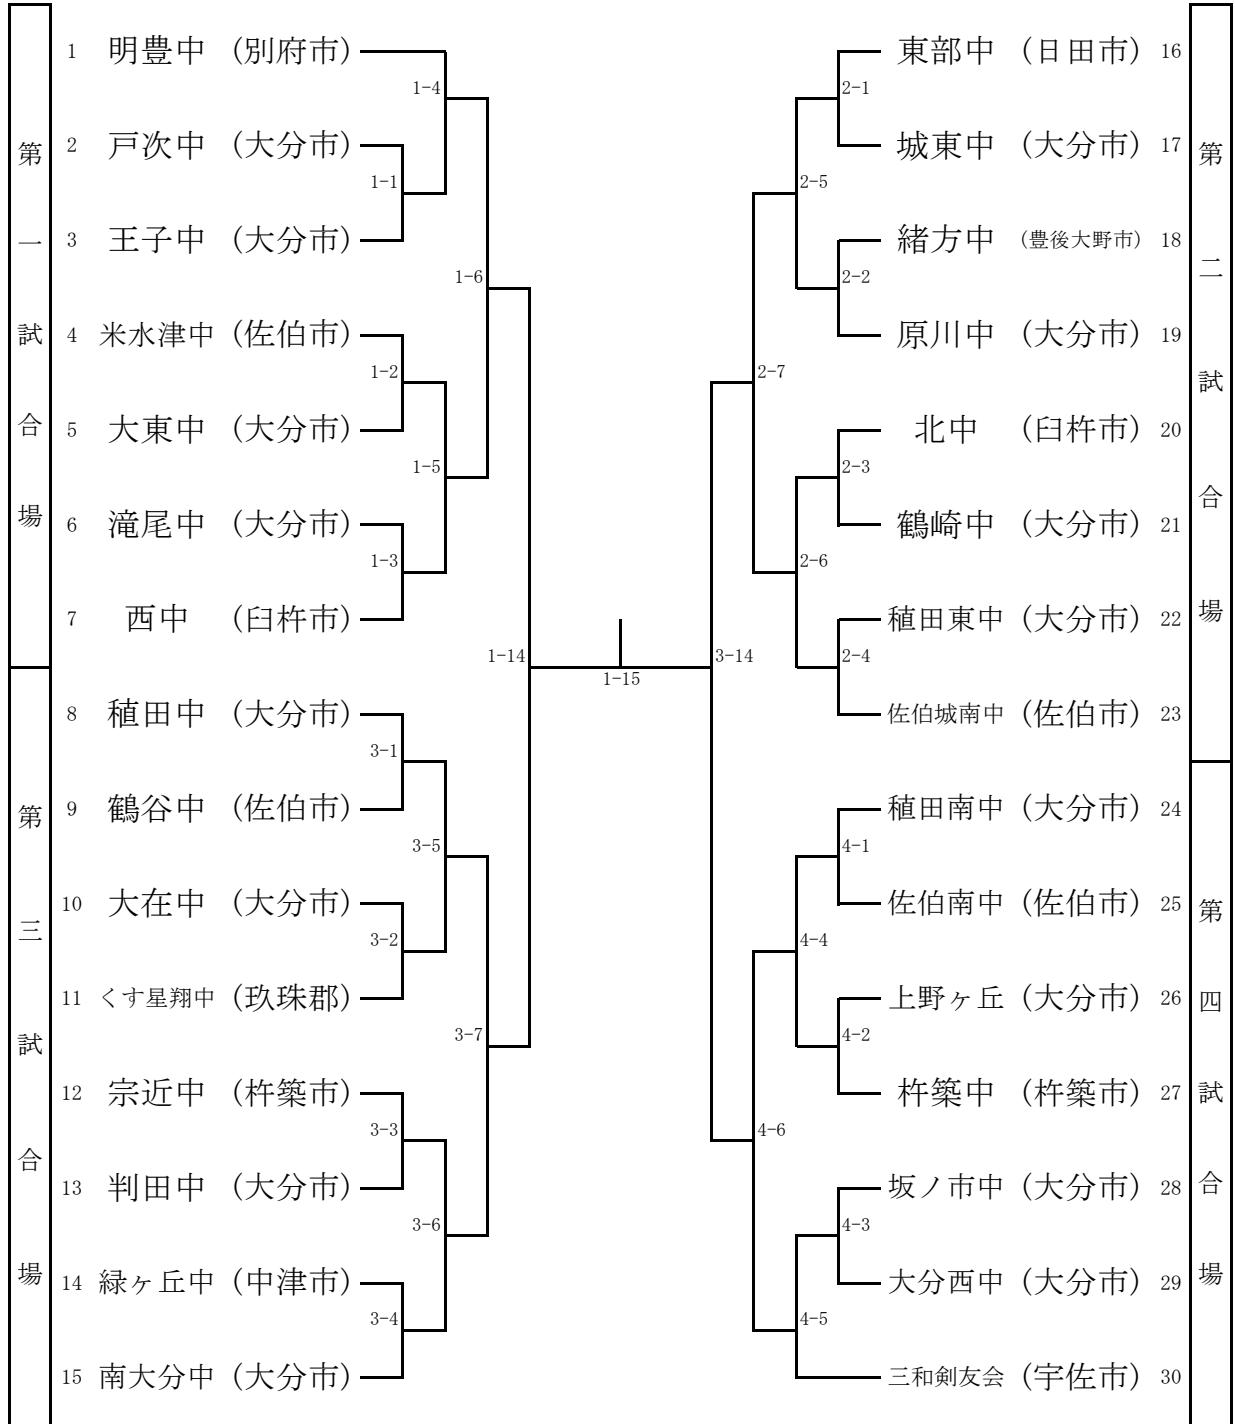 第一試合場
1 明豊中 (別府市)
1-4
2 戸次中 (大分市)
1-1
3 王子中 (大分市)
1-6
4 米水津中 (佐伯市)
1-2
5 大東中 (大分市)
1-5
6 滝尾中 (大分市)
1-3
7 西中 (臼杵市)
1-14
第三試合場
8 稙田中 (大分市)
3-1
9 鶴谷中 (佐伯市)
3-5
10 大在中 (大分市)
3-2
11 くす星翔中 (玖珠郡)
3-7
12 宗近中 (杵築市)
3-3
13 判田中 (大分市)
3-6
14 緑ヶ丘中 (中津市)
3-4
15 南大分中 (大分市)
1-15
第二試合場
東部中 (日田市) 16
2-1
城東中 (大分市) 17
2-5
緒方中 (豊後大野市) 18
2-2
原川中 (大分市) 19
2-7
北中 (臼杵市) 20
2-3
鶴崎中 (大分市) 21
2-6
稙田東中 (大分市) 22
2-4
3-14
佐伯城南中 (佐伯市) 23
第四試合場
稙田南中 (大分市) 24
4-1
佐伯南中 (佐伯市) 25
4-4
上野ヶ丘 (大分市) 26
4-2
杵築中 (杵築市) 27
4-6
坂ノ市中 (大分市) 28
4-3
大分西中 (大分市) 29
4-5
三和剣友会 (宇佐市) 30